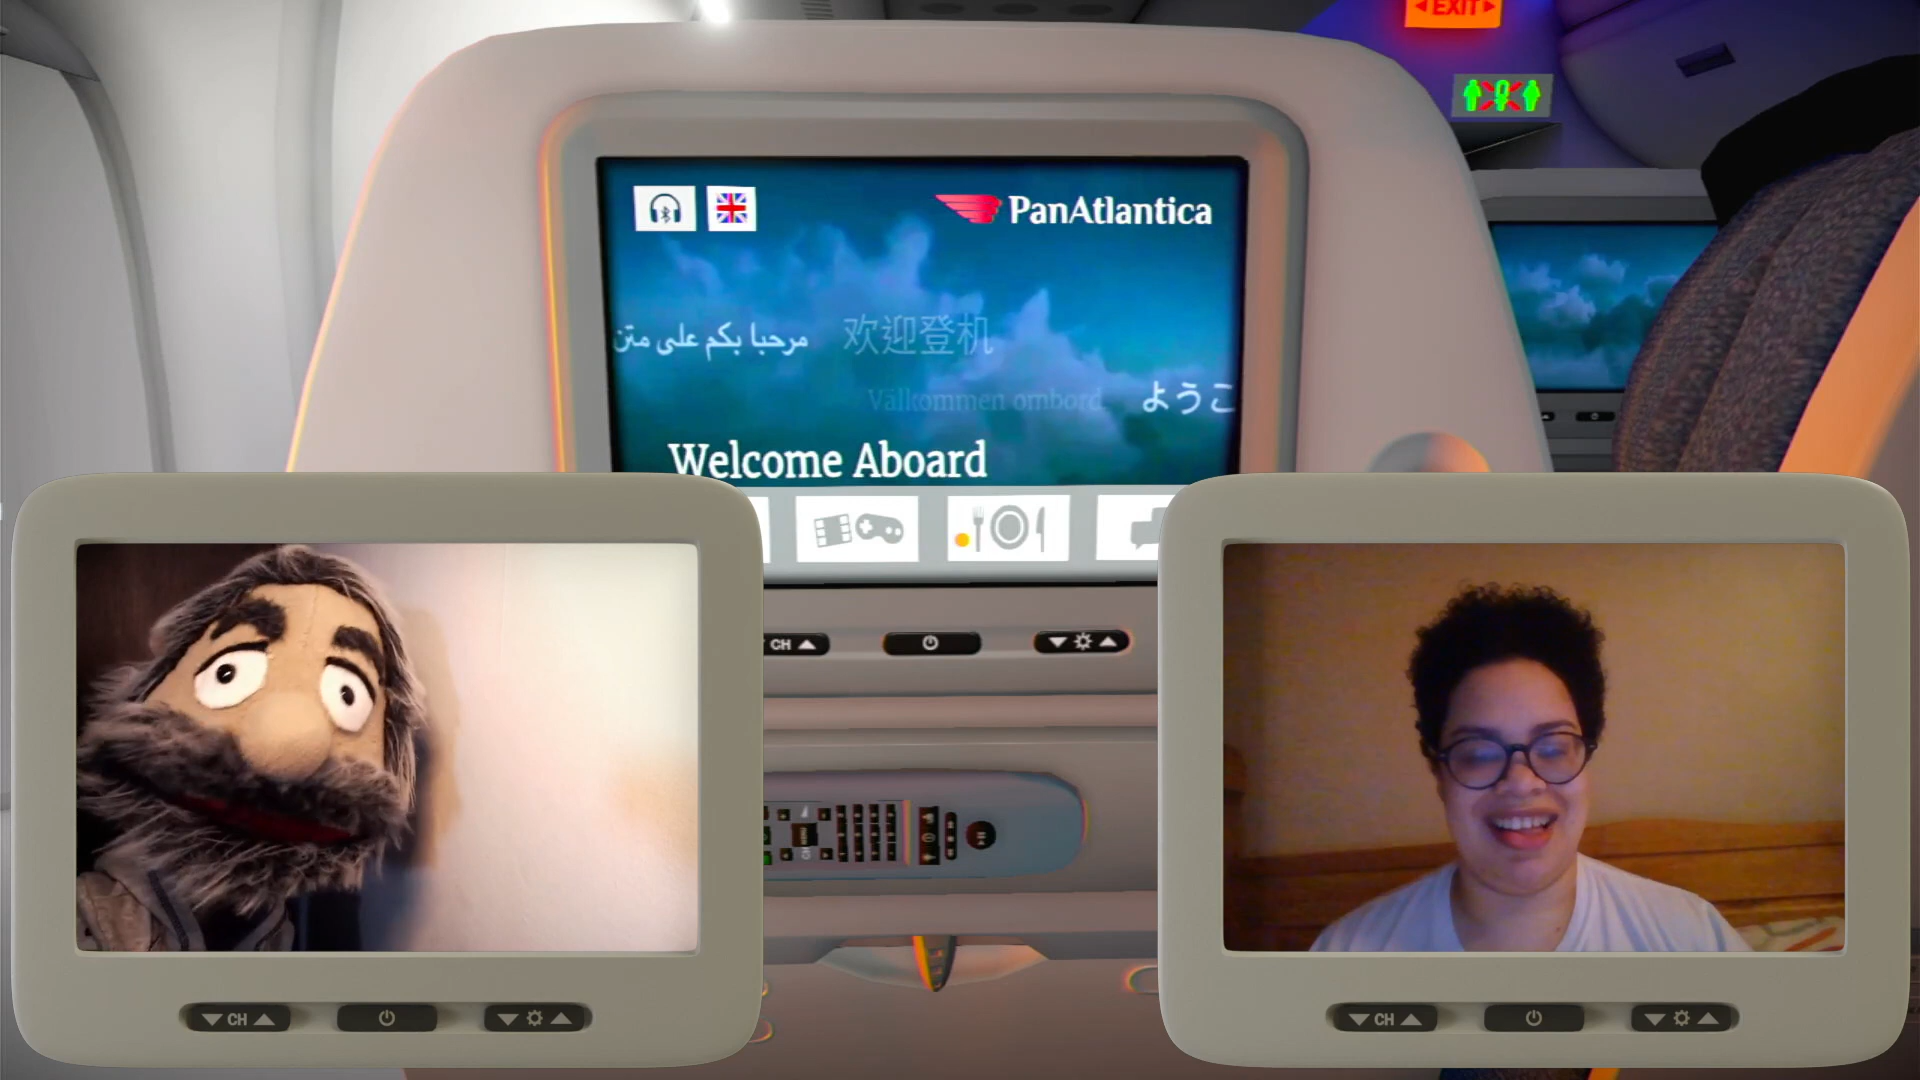 EXIT
PanAtlantica
مرحبا بكم على متن
欢迎登机
Välkommen ombord
ようこ
Welcome Aboard
CH
CH
CH